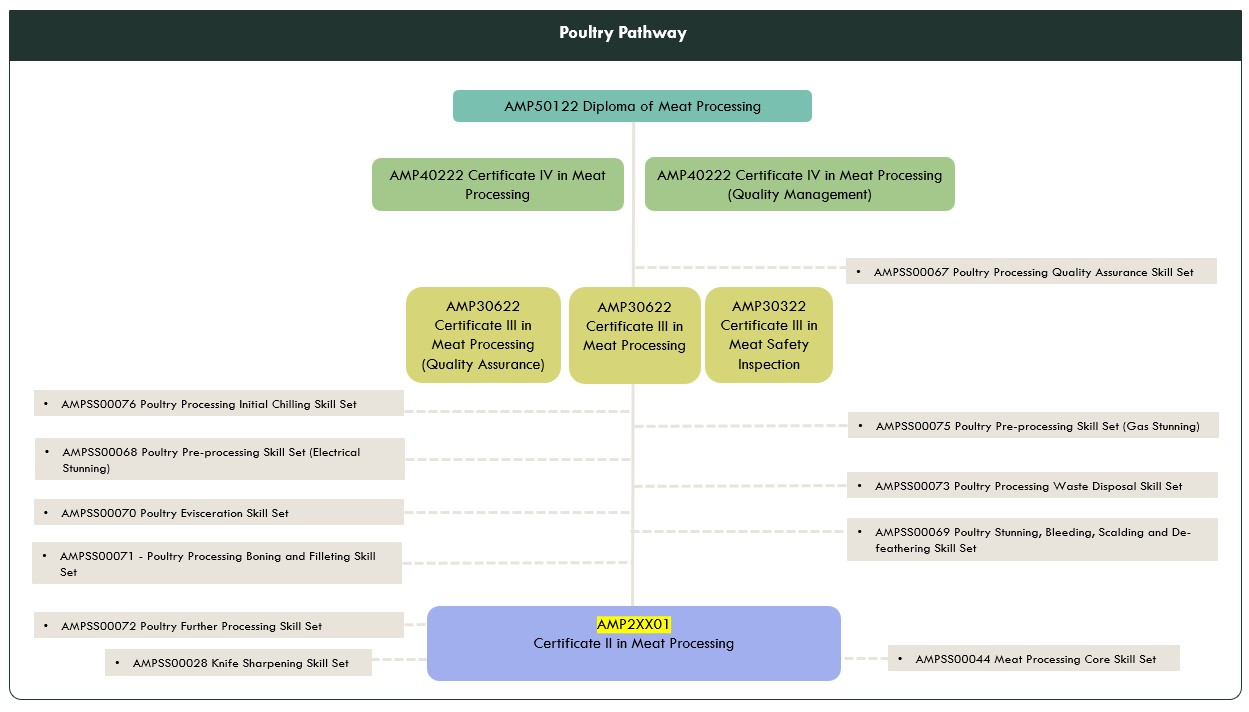 Poultry Pathway
AMP50122 Diploma of Meat Processing
AMP40222 Certificate IV in Meat
Processing
AMP40222 Certificate IV in Meat Processing
(Quality Management)
• AMPSS00067 Poultry Processing Quality Assurance Skill Set
AMP30622
Certificate III in
Meat Processing
(Quality Assurance)
AMP30622
Certificate III in
Meat Processing
AMP30322
Certificate III in
Meat Safety
Inspection
• AMPSS00076 Poultry Processing Initial Chilling Skill Set
• AMPSS00075 Poultry Pre-processing Skill Set (Gas Stunning)
• AMPSS00068 Poultry Pre-processing Skill Set (Electrical
Stunning)
• AMPSS00073 Poultry Processing Waste Disposal Skill Set
• AMPSS00070 Poultry Evisceration Skill Set
• AMPSS00069 Poultry Stunning, Bleeding, Scalding and De-
feathering Skill Set
• AMPSS00071 - Poultry Processing Boning and Filleting Skill
Set
AMP2XX01
Certificate II in Meat Processing
• AMPSS00072 Poultry Further Processing Skill Set
• AMPSS00028 Knife Sharpening Skill Set
• AMPSS00044 Meat Processing Core Skill Set